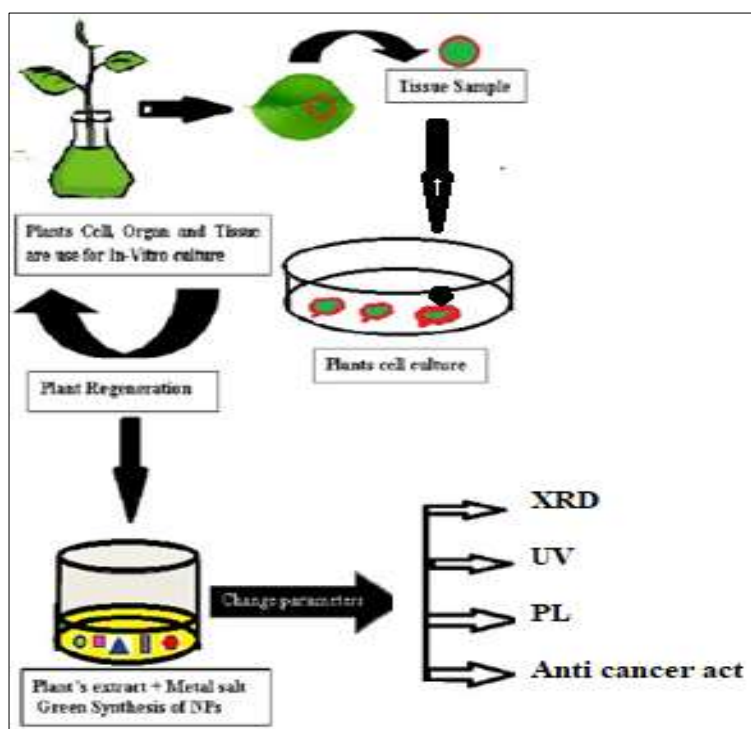 Tissue Sample
Plants Cell, Organ and Tissue
are use for In-Vitro culture
Plants cell culture
Plant Regeneration
XRD
UV
Change parameters
PL
Anti cancer act
Plant's extract + Metal salt
Green Synthesis of NPs